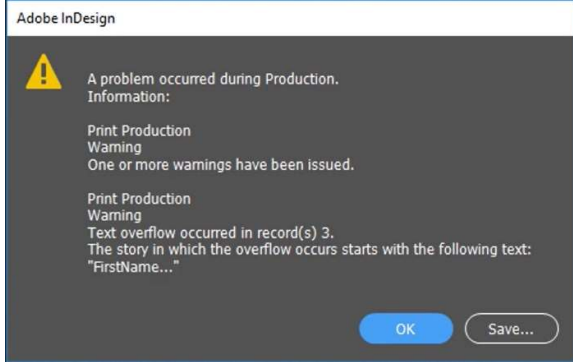 Adobe InDesign
A problem occurred during Production.
Information:
Print Production
Warning
One or more warnings have been issued.
Print Production
Warning
Text overflow occurred in record(s) 3.
The story in which the overflow occurs starts with the following text:
"FirstName..."
OK
Save...